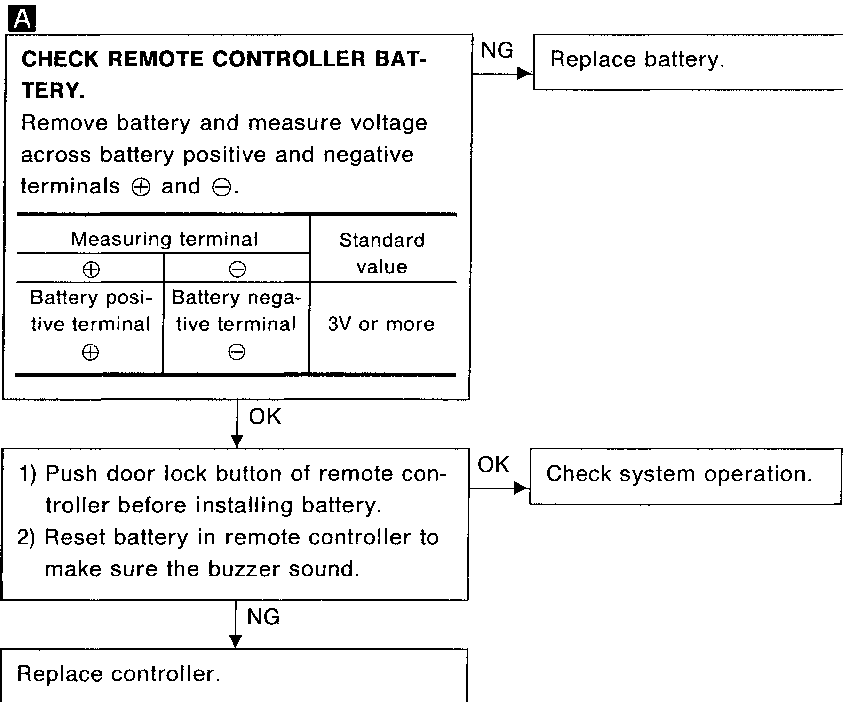 A
CHECK REMOTE CONTROLLER BAT-
TERY.
Remove battery and measure voltage
across battery positive and negative
terminals ⊕ and ⊖.
Measuring terminal
Standard
value
⊕ ⊖
Battery posi-
tive terminal
⊕
Battery nega-
tive terminal
⊖
3V or more
NG
Replace battery.
OK
1) Push door lock button of remote con-
troller before installing battery.
2) Reset battery in remote controller to
make sure the buzzer sound.
OK
Check system operation.
NG
Replace controller.